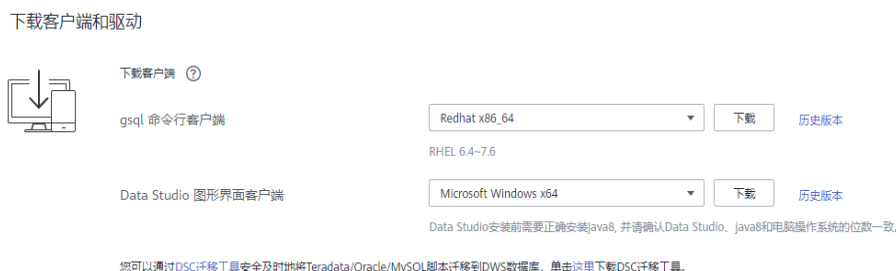 下载客户端和驱动
下载客户端 ?
gsql 命令行客户端 Redhat x86_64 下载 历史版本
RHEL 6.4~7.6
Data Studio 图形界面客户端 Microsoft Windows x64 下载 历史版本
Data Studio安装前需要正确安装java8, 并请确认Data Studio、java8和电脑操作系统的位数一致
您可以通过DSC迁移工具安全及时地将Teradata/Oracle/MySQL脚本迁移到DWS数据库，单击这里下载DSC迁移工具。